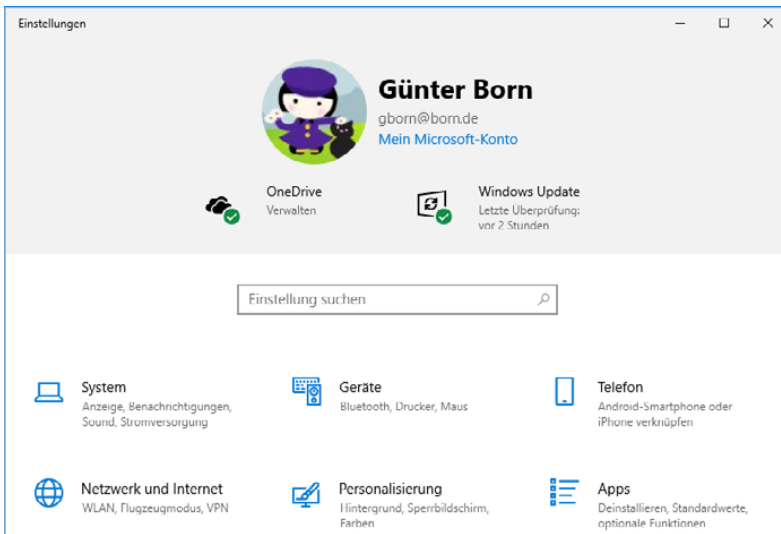 Einstellungen
Günter Born
gborn@born.de
Mein Microsoft-Konto
OneDrive
Verwalten
Windows Update
Letzte Überprüfung:
vor 2 Stunden
Einstellung suchen
System
Anzeige, Benachrichtigungen,
Sound, Stromversorgung
Geräte
Bluetooth, Drucker, Maus
Telefon
Android-Smartphone oder
iPhone verknüpfen
Netzwerk und Internet
WLAN, Flugzeugmodus, VPN
Personalisierung
Hintergrund, Sperrbildschirm,
Farben
Apps
Deinstallieren, Standardwerte,
optionale Funktionen